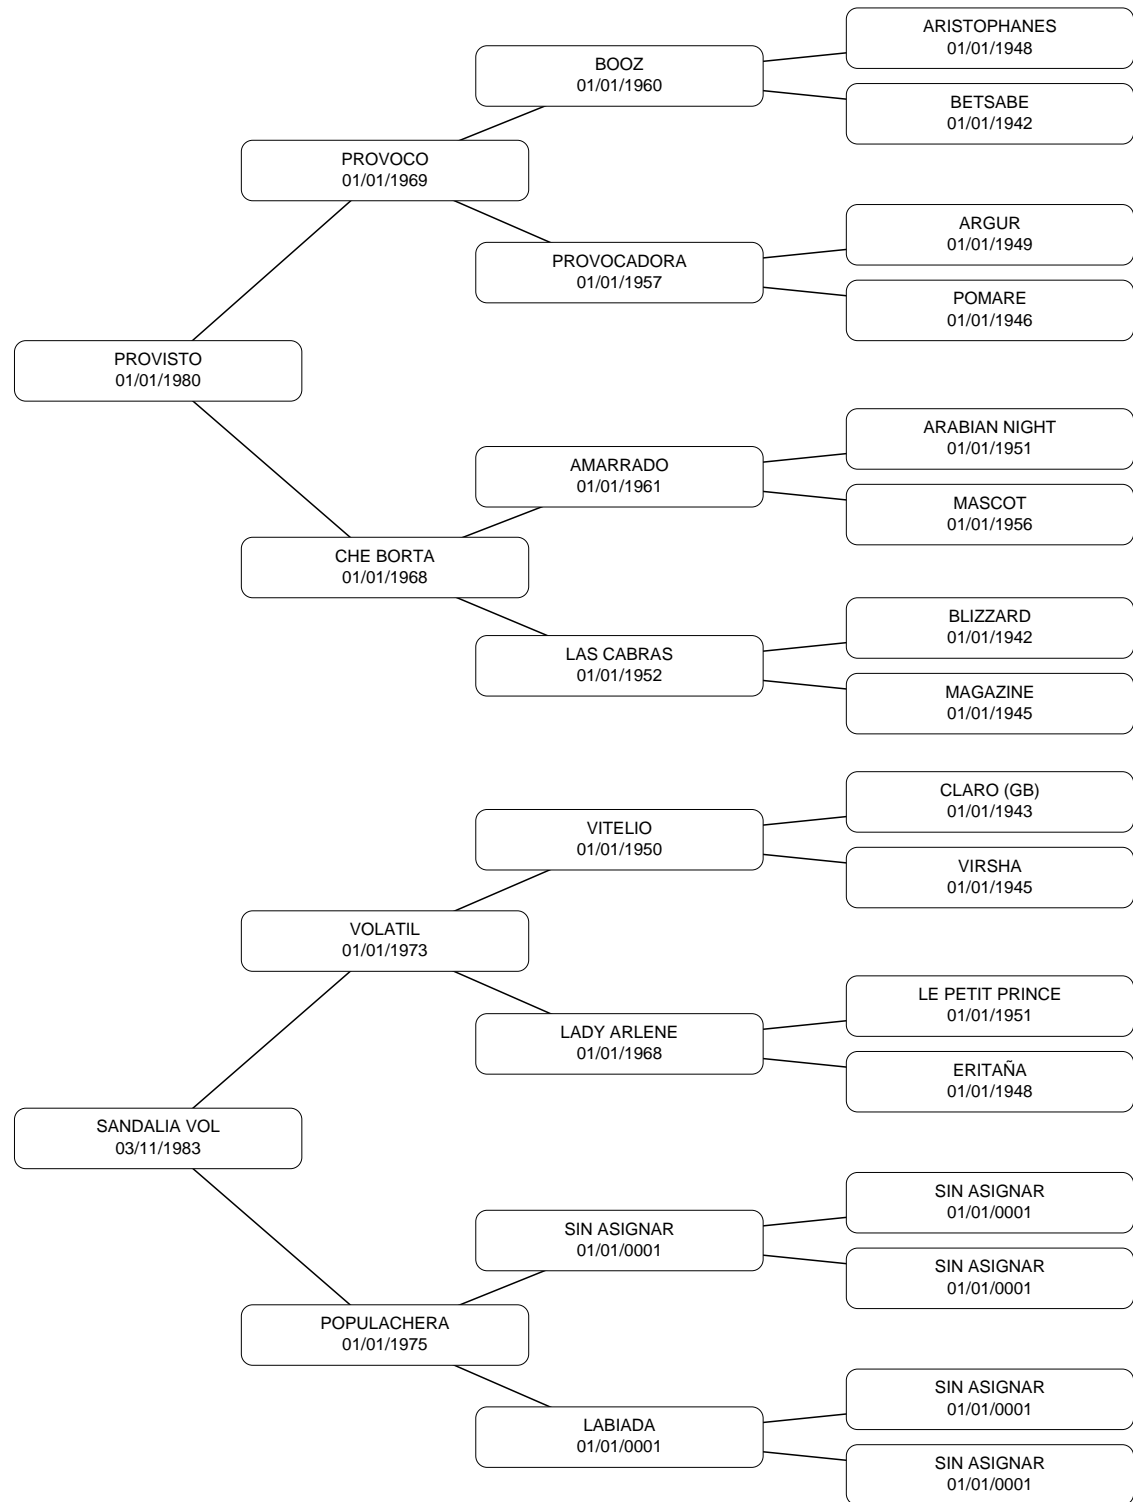 ARISTOPHANES
01/01/1948
BOOZ
01/01/1960
BETSABE
01/01/1942
PROVOCO
01/01/1969
ARGUR
01/01/1949
PROVOCADORA
01/01/1957
POMARE
01/01/1946
PROVISTO
01/01/1980
ARABIAN NIGHT
01/01/1951
AMARRADO
01/01/1961
MASCOT
01/01/1956
CHE BORTA
01/01/1968
BLIZZARD
01/01/1942
LAS CABRAS
01/01/1952
MAGAZINE
01/01/1945
CLARO (GB)
01/01/1943
VITELIO
01/01/1950
VIRSHA
01/01/1945
VOLATIL
01/01/1973
LE PETIT PRINCE
01/01/1951
LADY ARLENE
01/01/1968
ERITAÑA
01/01/1948
SANDALIA VOL
03/11/1983
SIN ASIGNAR
01/01/0001
SIN ASIGNAR
01/01/0001
SIN ASIGNAR
01/01/0001
POPULACHERA
01/01/1975
SIN ASIGNAR
01/01/0001
LABIADA
01/01/0001
SIN ASIGNAR
01/01/0001